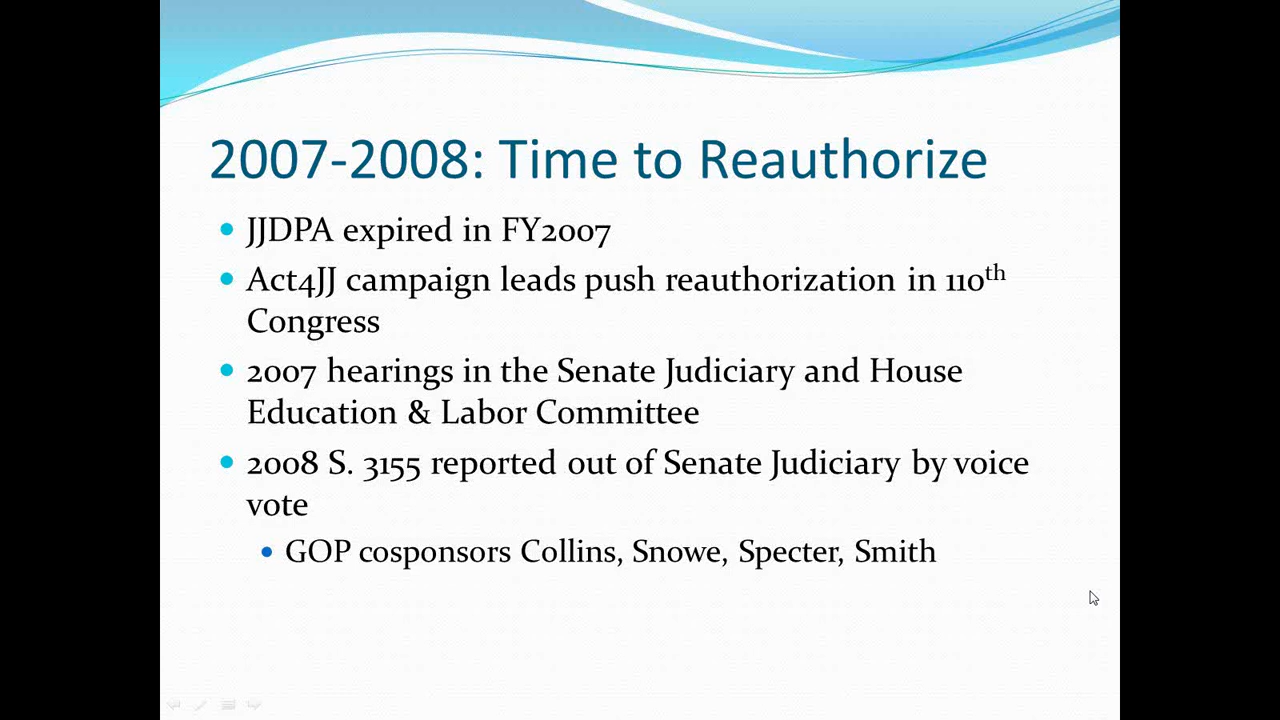 2007-2008: Time to Reauthorize
JJDPA expired in FY2007
Act4JJ campaign leads push reauthorization in 110th
Congress
2007 hearings in the Senate Judiciary and House
Education & Labor Committee
2008 S. 3155 reported out of Senate Judiciary by voice
vote
GOP cosponsors Collins, Snowe, Specter, Smith